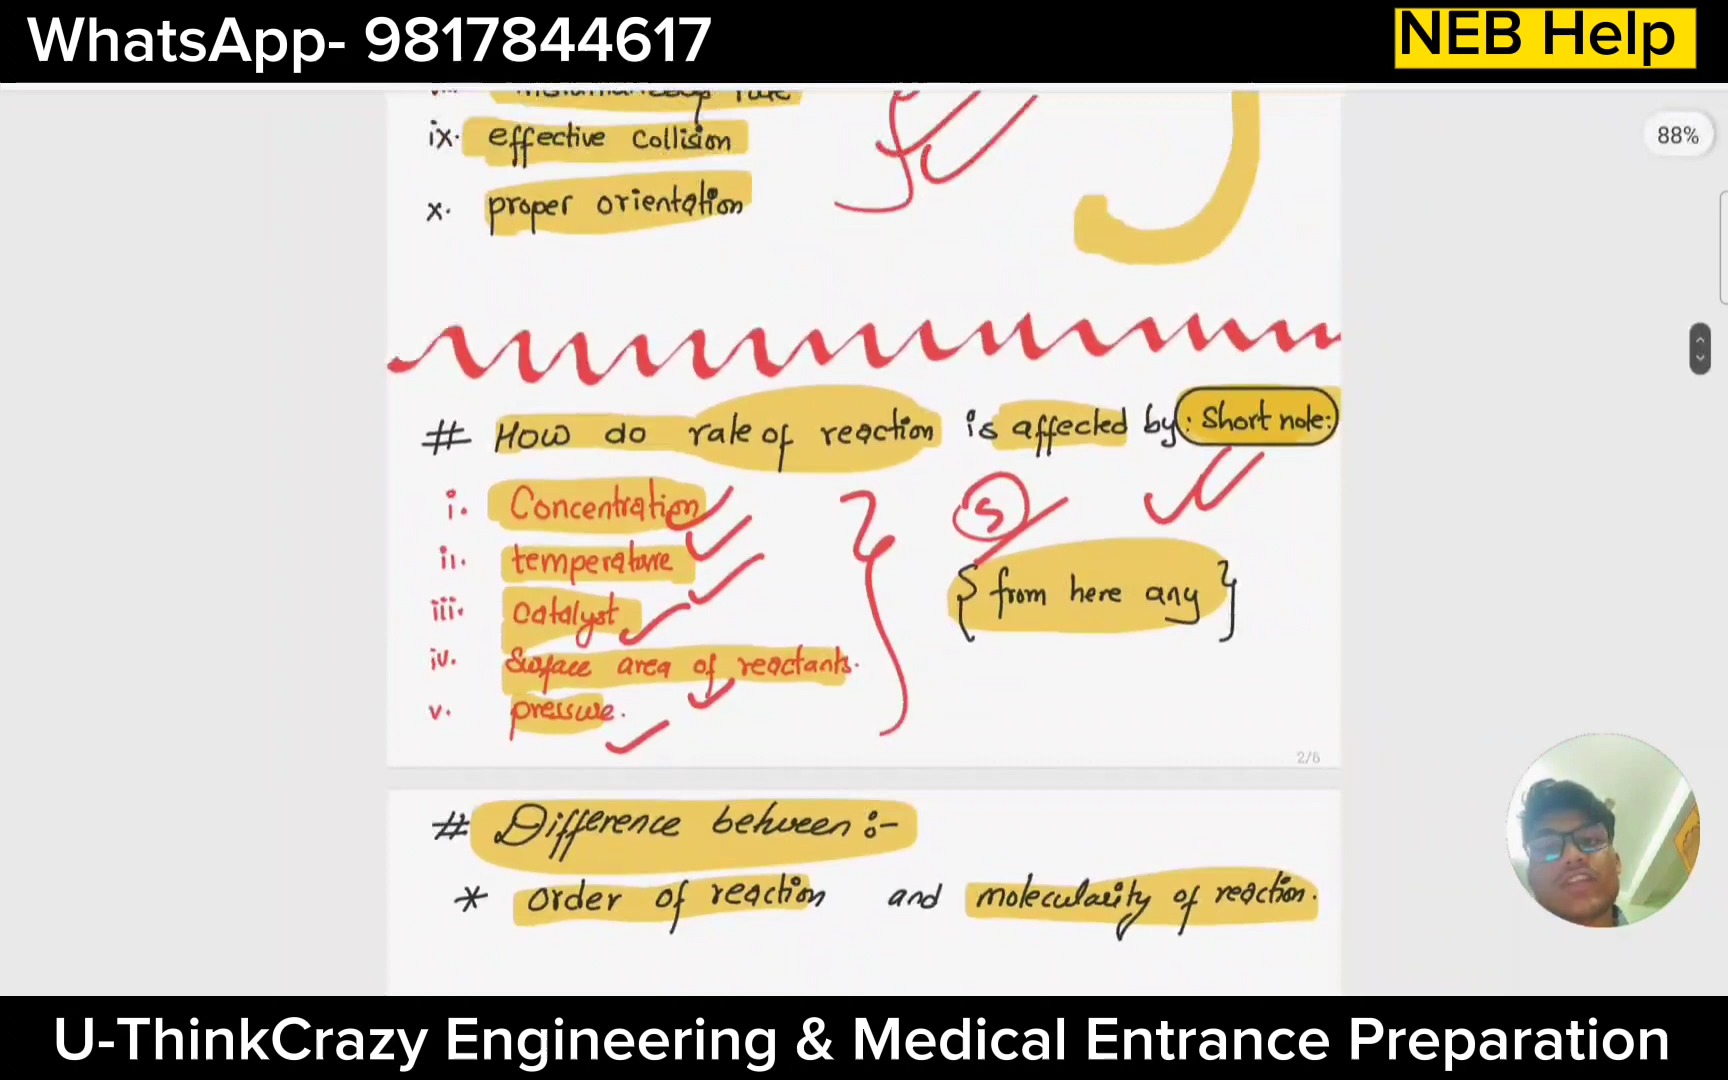 WhatsApp- 9817844617
NEB Help
88%
rate
ix. effective collision
x. proper orientation
# How do rate of reaction is affected by : Short note:
i. Concentration
ii. temperature
iii. catalyst
iv. Surface area of reactants.
v. pressure.
5
{ from here any }
2/6
# Difference between :-
* order of reaction and molecularity of reaction.
U-ThinkCrazy Engineering & Medical Entrance Preparation